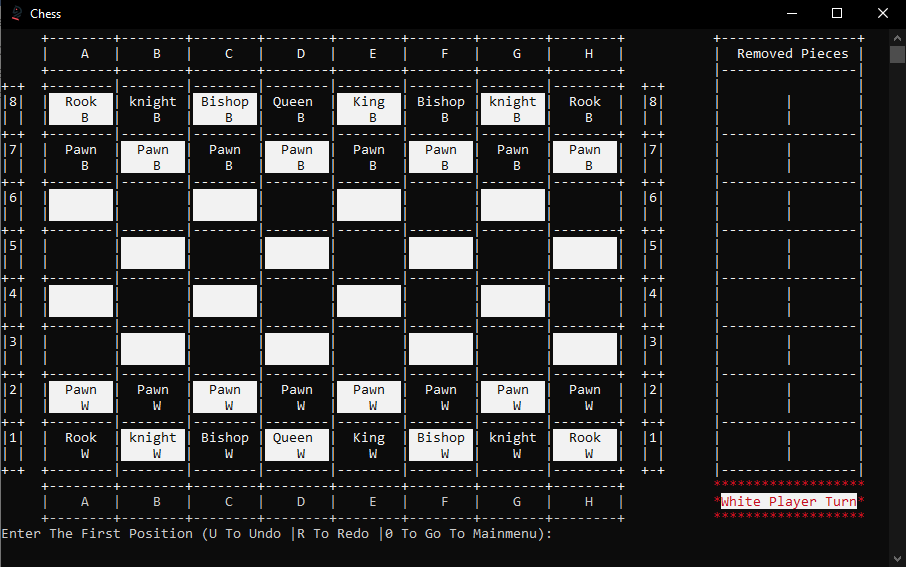 Chess
A B C D E F G H
Removed Pieces
8 Rook knight Bishop Queen King Bishop knight Rook 8
B B B B B B B B
7 Pawn Pawn Pawn Pawn Pawn Pawn Pawn Pawn 7
B B B B B B B B
6 6
5 5
4 4
3 3
2 Pawn Pawn Pawn Pawn Pawn Pawn Pawn Pawn 2
W W W W W W W W
1 Rook knight Bishop Queen King Bishop knight Rook 1
W W W W W W W W
A B C D E F G H
*White Player Turn*
Enter The First Position (U To Undo |R To Redo |0 To Go To Mainmenu):